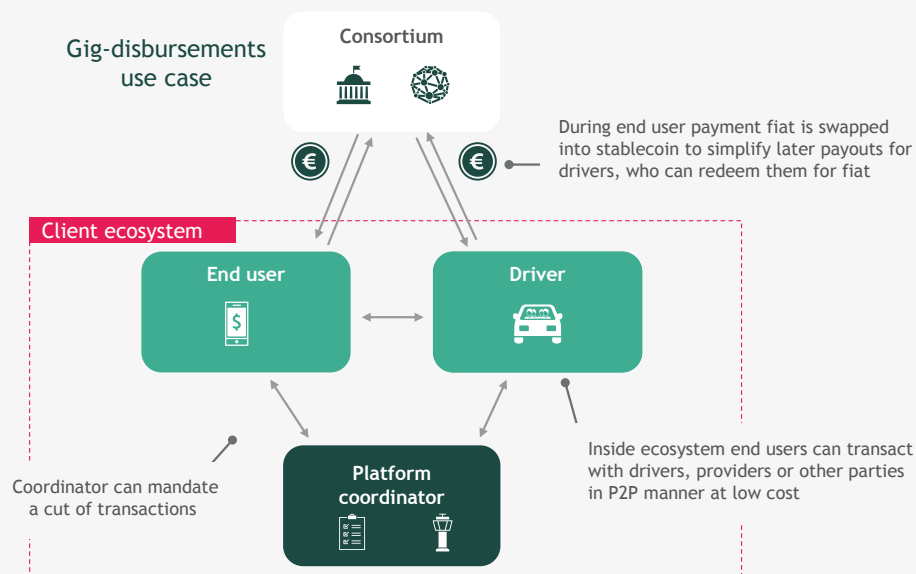 Gig-disbursements
use case
Consortium
€
€
During end user payment fiat is swapped
into stablecoin to simplify later payouts for
drivers, who can redeem them for fiat
Client ecosystem
End user
$
Driver
Inside ecosystem end users can transact
with drivers, providers or other parties
in P2P manner at low cost
Coordinator can mandate
a cut of transactions
Platform
coordinator